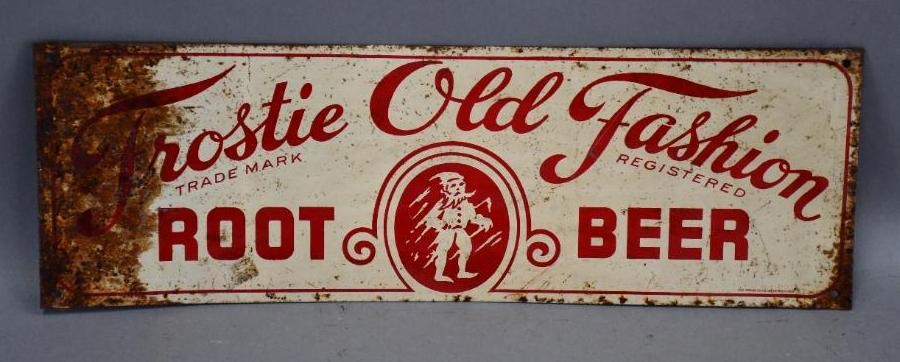 Frostie Old Fashion
TRADE MARK
REGISTERED
ROOT BEER